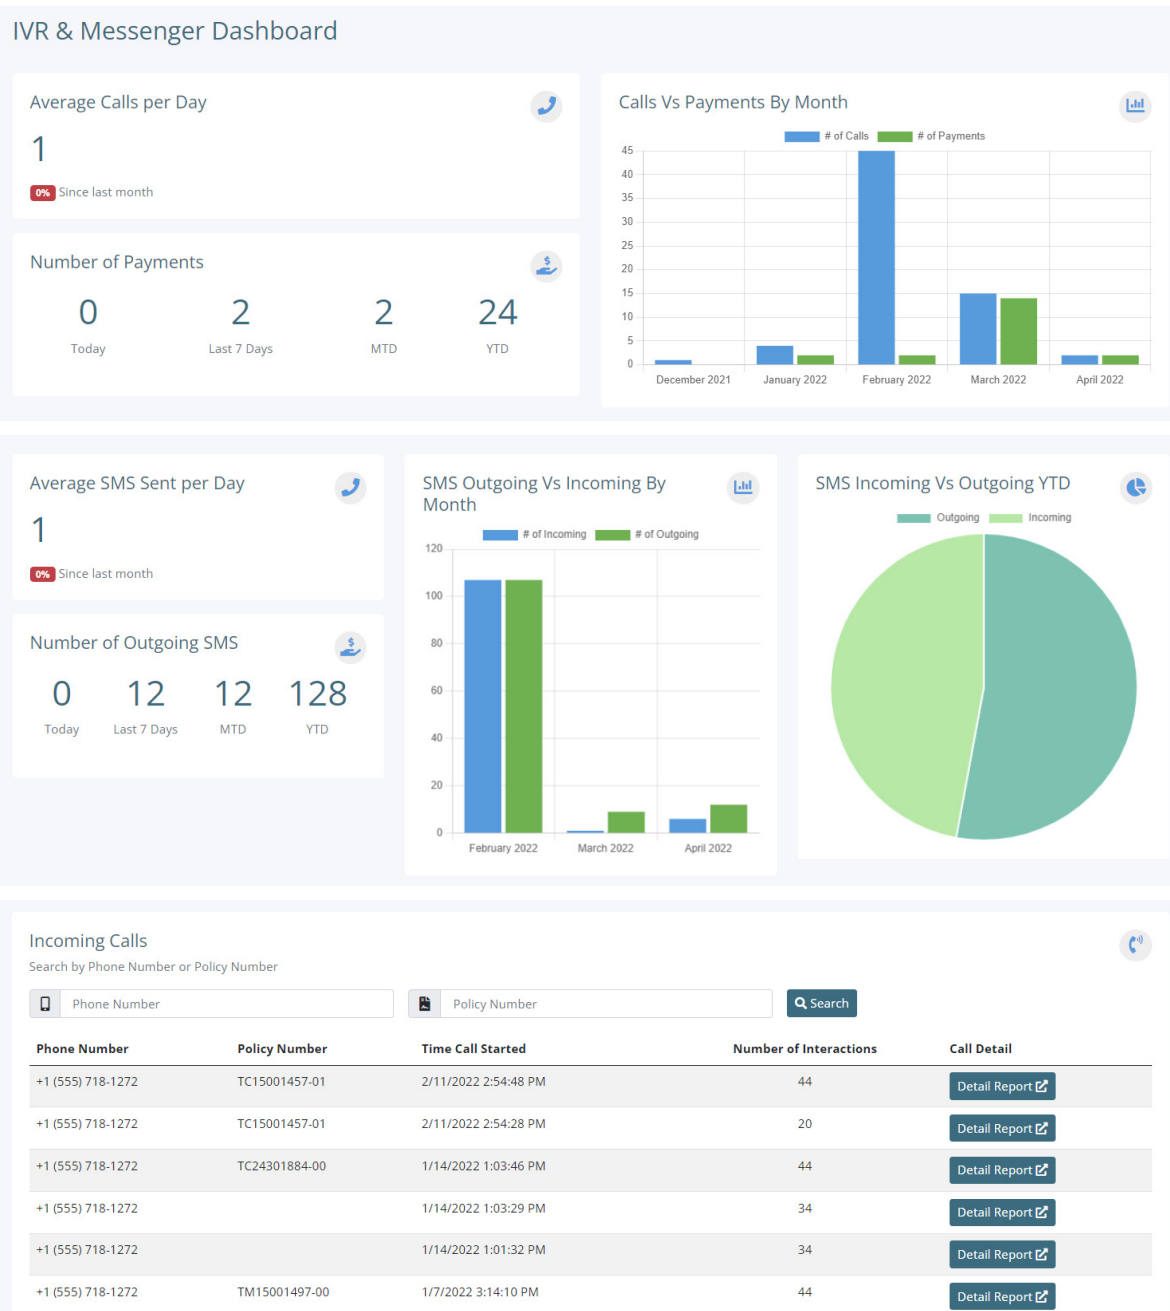 IVR & Messenger Dashboard
Average Calls per Day
1
0% Since last month
Number of Payments
0 2 2 24
Today Last 7 Days MTD YTD
Calls Vs Payments By Month
# of Calls # of Payments
45
40
35
30
25
20
15
10
5
0
December 2021 January 2022 February 2022 March 2022 April 2022
Average SMS Sent per Day
1
0% Since last month
Number of Outgoing SMS
0 12 12 128
Today Last 7 Days MTD YTD
SMS Outgoing Vs Incoming By
Month
# of Incoming # of Outgoing
120
100
80
60
40
20
0
February 2022 March 2022 April 2022
SMS Incoming Vs Outgoing YTD
Outgoing Incoming
Incoming Calls
Search by Phone Number or Policy Number
Phone Number Policy Number Search
Phone Number Policy Number Time Call Started Number of Interactions Call Detail
+1 (555) 718-1272 TC15001457-01 2/11/2022 2:54:48 PM 44 Detail Report
+1 (555) 718-1272 TC15001457-01 2/11/2022 2:54:28 PM 20 Detail Report
+1 (555) 718-1272 TC24301884-00 1/14/2022 1:03:46 PM 44 Detail Report
+1 (555) 718-1272 1/14/2022 1:03:29 PM 34 Detail Report
+1 (555) 718-1272 1/14/2022 1:01:32 PM 34 Detail Report
+1 (555) 718-1272 TM15001497-00 1/7/2022 3:14:10 PM 44 Detail Report